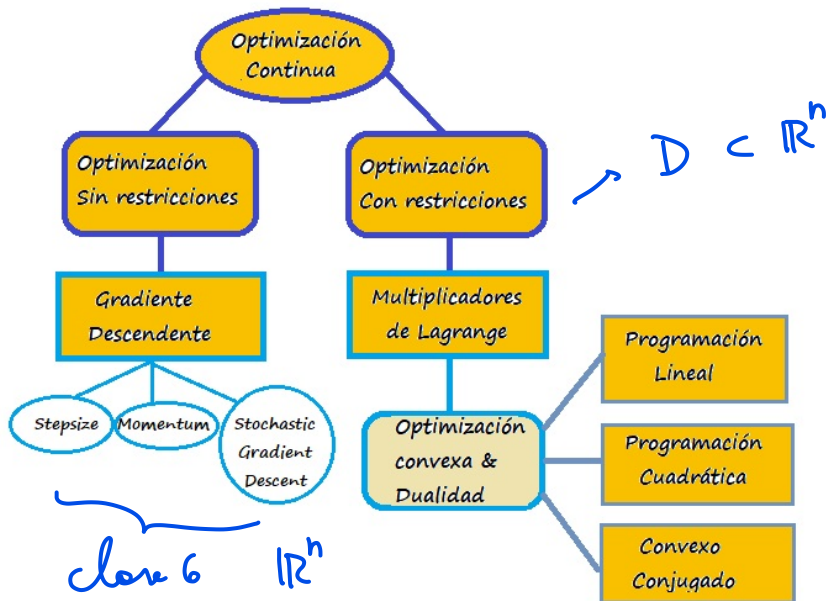 Optimización
Continua
Optimización
Sin restricciones
Optimización
Con restricciones
D ⊂ ℝⁿ
Gradiente
Descendente
Multiplicadores
de Lagrange
Stepsize
Momentum
Stochastic
Gradient
Descent
Optimización
convexa &
Dualidad
Programación
Lineal
Programación
Cuadrática
Convexo
Conjugado
clase 6 ℝⁿ